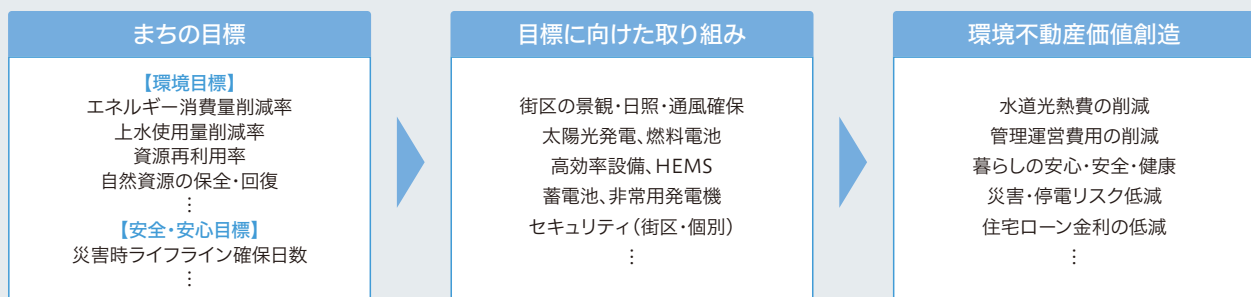 まちの目標
【環境目標】
エネルギー消費量削減率
上水使用量削減率
資源再利用率
自然資源の保全・回復
⋮
【安全・安心目標】
災害時ライフライン確保日数
⋮
目標に向けた取り組み
街区の景観・日照・通風確保
太陽光発電、燃料電池
高効率設備、HEMS
蓄電池、非常用発電機
セキュリティ（街区・個別）
⋮
環境不動産価値創造
水道光熱費の削減
管理運営費用の削減
暮らしの安心・安全・健康
災害・停電リスク低減
住宅ローン金利の低減
⋮